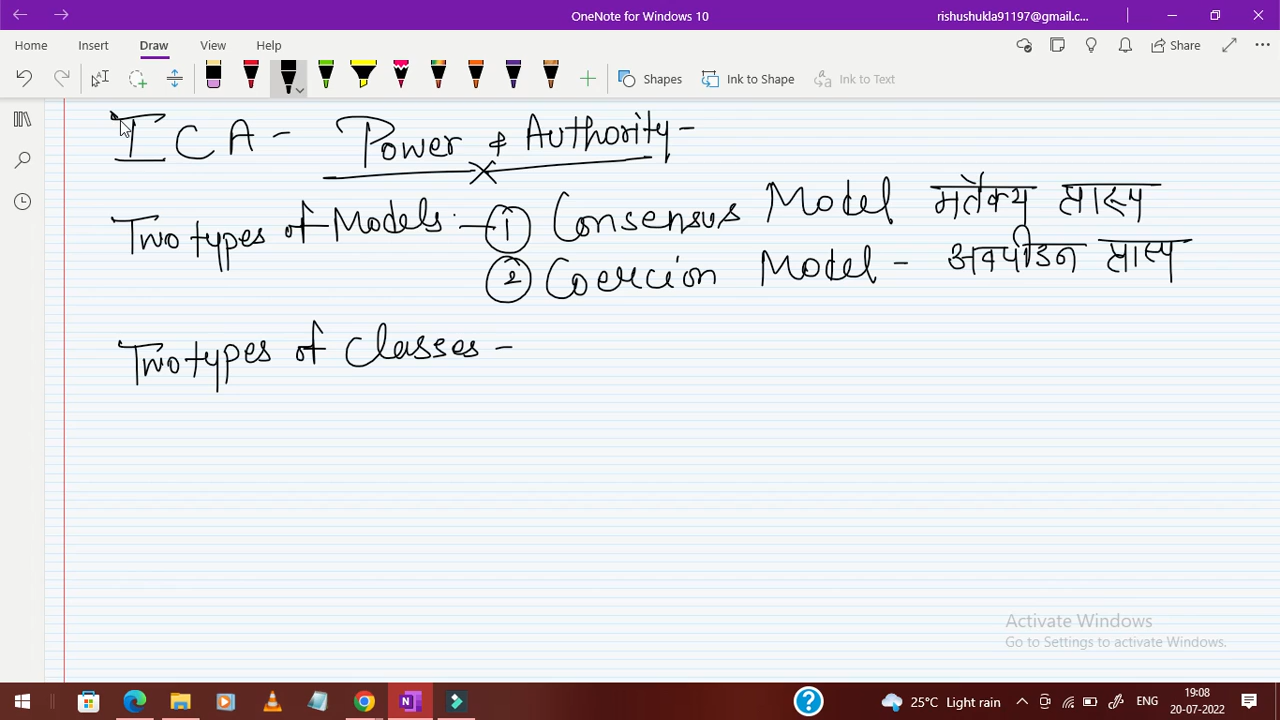 OneNote for Windows 10
rishushukla91197@gmail.c...
Home Insert Draw View Help
Share
Shapes Ink to Shape Ink to Text
I C A - Power & Authority -
Two types of Models - ① Consensus Model मतैक्य प्रारूप
② Coercion Model - अवपीडन प्रारूप
Two types of Classes -
Activate Windows
Go to Settings to activate Windows.
25°C Light rain
ENG
19:08
20-07-2022